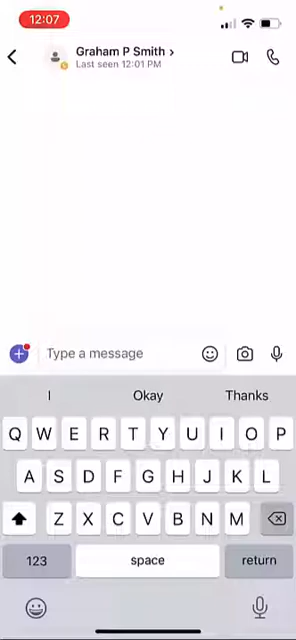 12:07
Graham P Smith >
Last seen 12:01 PM
Type a message
I Okay Thanks
Q W E R T Y U I O P
A S D F G H J K L
Z X C V B N M
123 space return